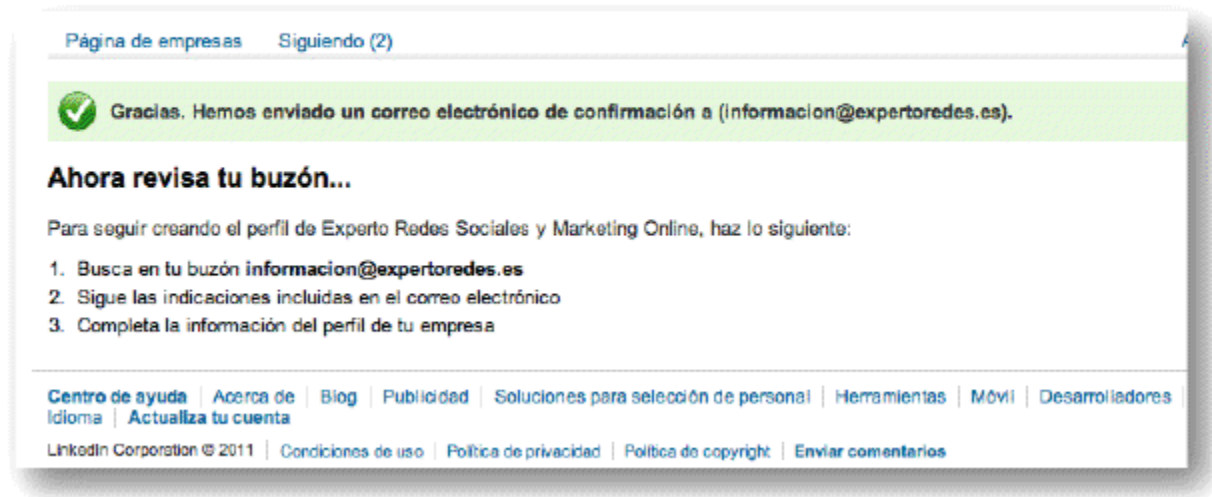 Página de empresas Siguiendo (2)
Gracias. Hemos enviado un correo electrónico de confirmación a (informacion@expertoredes.es).
Ahora revisa tu buzón...
Para seguir creando el perfil de Experto Redes Sociales y Marketing Online, haz lo siguiente:
1. Busca en tu buzón informacion@expertoredes.es
2. Sigue las indicaciones incluidas en el correo electrónico
3. Completa la información del perfil de tu empresa
Centro de ayuda | Acerca de | Blog | Publicidad | Soluciones para selección de personal | Herramientas | Móvil | Desarrolladores |
Idioma | Actualiza tu cuenta
LinkedIn Corporation © 2011 | Condiciones de uso | Política de privacidad | Política de copyright | Enviar comentarios